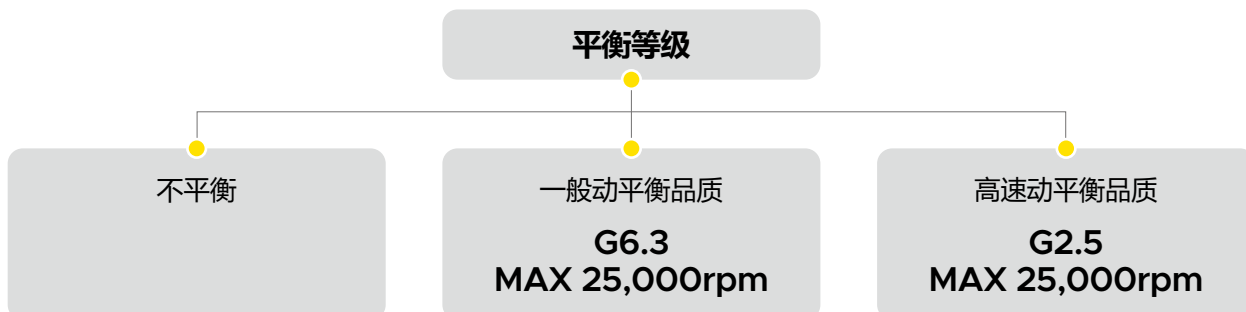 平衡等级
不平衡
一般动平衡品质
G6.3
MAX 25,000rpm
高速动平衡品质
G2.5
MAX 25,000rpm